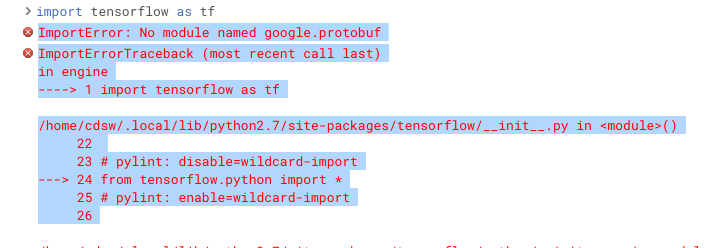 import tensorflow as tf
ImportError: No module named google.protobuf
ImportErrorTraceback (most recent call last)
in engine
----> 1 import tensorflow as tf
/home/cdsw/.local/lib/python2.7/site-packages/tensorflow/__init__.py in <module>()
22
23 # pylint: disable=wildcard-import
---> 24 from tensorflow.python import *
25 # pylint: enable=wildcard-import
26